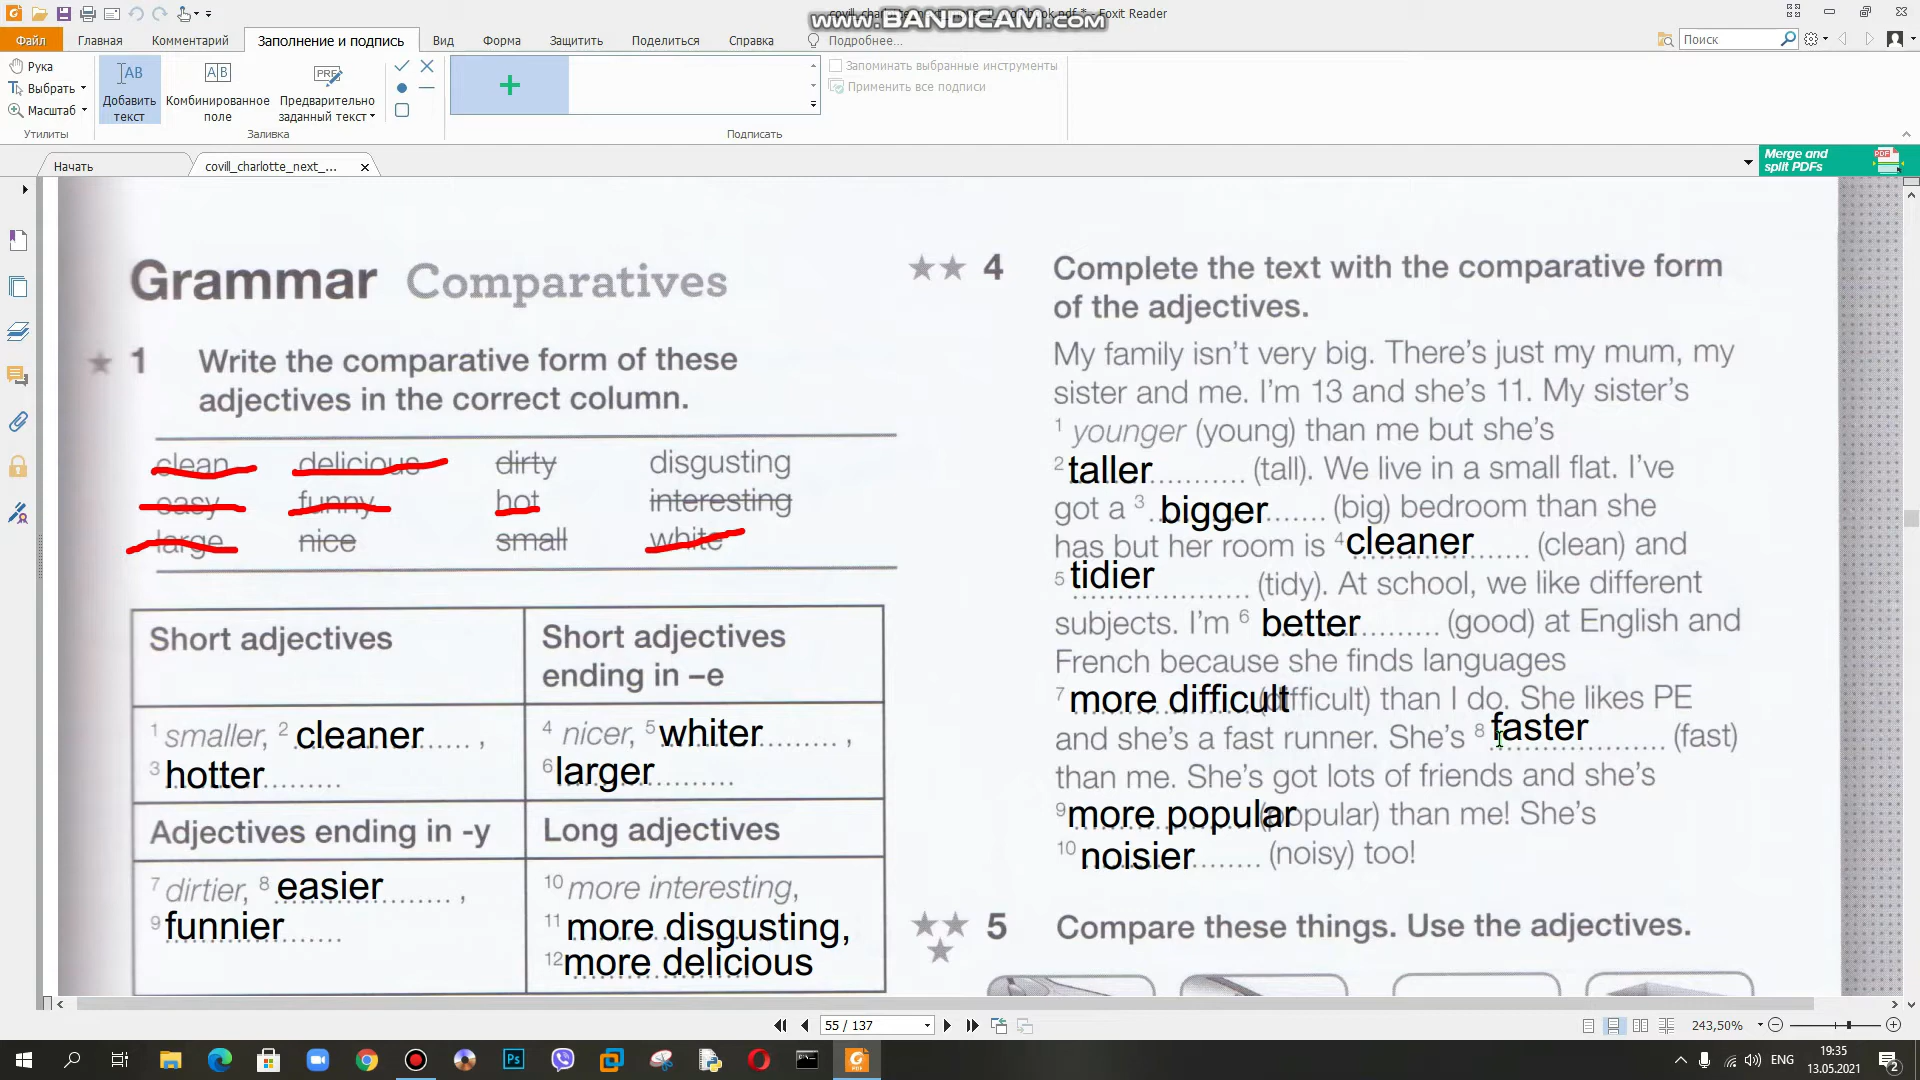 covill_charlotte_next_
book.pdf * - Foxit Reader
www.BANDICAM.com
Файл
Главная
Комментарий
Заполнение и подпись
Вид
Форма
Защитить
Поделиться
Справка
Подробнее...
Поиск
Рука
Выбрать
Масштаб
Утилиты
Добавить текст
Комбинированное поле
PRE
Предварительно заданный текст
Заливка
Запоминать выбранные инструменты
Применить все подписи
Подписать
Начать
covill_charlotte_next_...
Merge and
split PDFs
Grammar Comparatives
1 Write the comparative form of these
adjectives in the correct column.
clean delicious dirty disgusting
easy funny hot interesting
large nice small white
Short adjectives
Short adjectives
ending in –e
1 smaller, 2 cleaner ,
3 hotter
4 nicer, 5 whiter ,
6 larger
Adjectives ending in -y
Long adjectives
7 dirtier, 8 easier ,
9 funnier
10 more interesting,
11 more disgusting,
12 more delicious
4 Complete the text with the comparative form
of the adjectives.
My family isn't very big. There's just my mum, my
sister and me. I'm 13 and she's 11. My sister's
1 younger (young) than me but she's
2 taller (tall). We live in a small flat. I've
got a 3 bigger (big) bedroom than she
has but her room is 4 cleaner (clean) and
5 tidier (tidy). At school, we like different
subjects. I'm 6 better (good) at English and
French because she finds languages
7 more difficult (difficult) than I do. She likes PE
and she's a fast runner. She's 8 faster (fast)
than me. She's got lots of friends and she's
9 more popular (popular) than me! She's
10 noisier (noisy) too!
5 Compare these things. Use the adjectives.
55 / 137
243,50%
ENG
19:35
13.05.2021
2